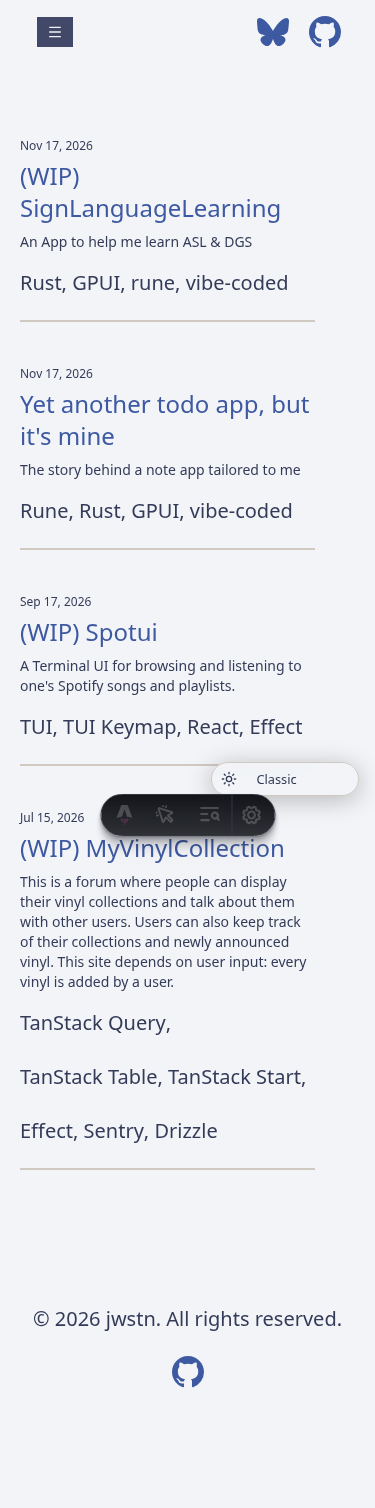 Nov 17, 2026
(WIP)
SignLanguageLearning
An App to help me learn ASL & DGS
Rust, GPUI, rune, vibe-coded
Nov 17, 2026
Yet another todo app, but
it's mine
The story behind a note app tailored to me
Rune, Rust, GPUI, vibe-coded
Sep 17, 2026
(WIP) Spotui
A Terminal UI for browsing and listening to
one's Spotify songs and playlists.
TUI, TUI Keymap, React, Effect
Classic
Jul 15, 2026
(WIP) MyVinylCollection
This is a forum where people can display
their vinyl collections and talk about them
with other users. Users can also keep track
of their collections and newly announced
vinyl. This site depends on user input: every
vinyl is added by a user.
TanStack Query,
TanStack Table, TanStack Start,
Effect, Sentry, Drizzle
© 2026 jwstn. All rights reserved.